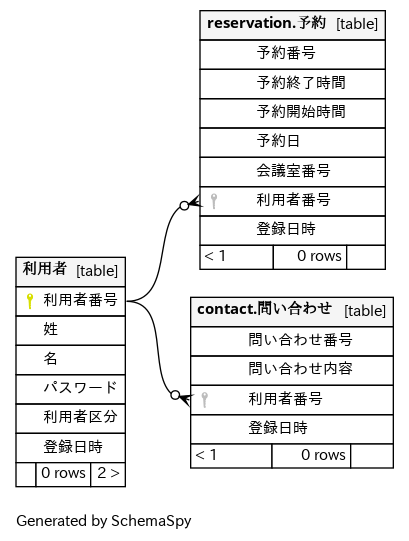 reservation.予約 [table]
予約番号
予約終了時間
予約開始時間
予約日
会議室番号
利用者番号
登録日時
< 1 0 rows
利用者 [table]
利用者番号
姓
名
パスワード
利用者区分
登録日時
0 rows 2 >
contact.問い合わせ [table]
問い合わせ番号
問い合わせ内容
利用者番号
登録日時
< 1 0 rows
Generated by SchemaSpy